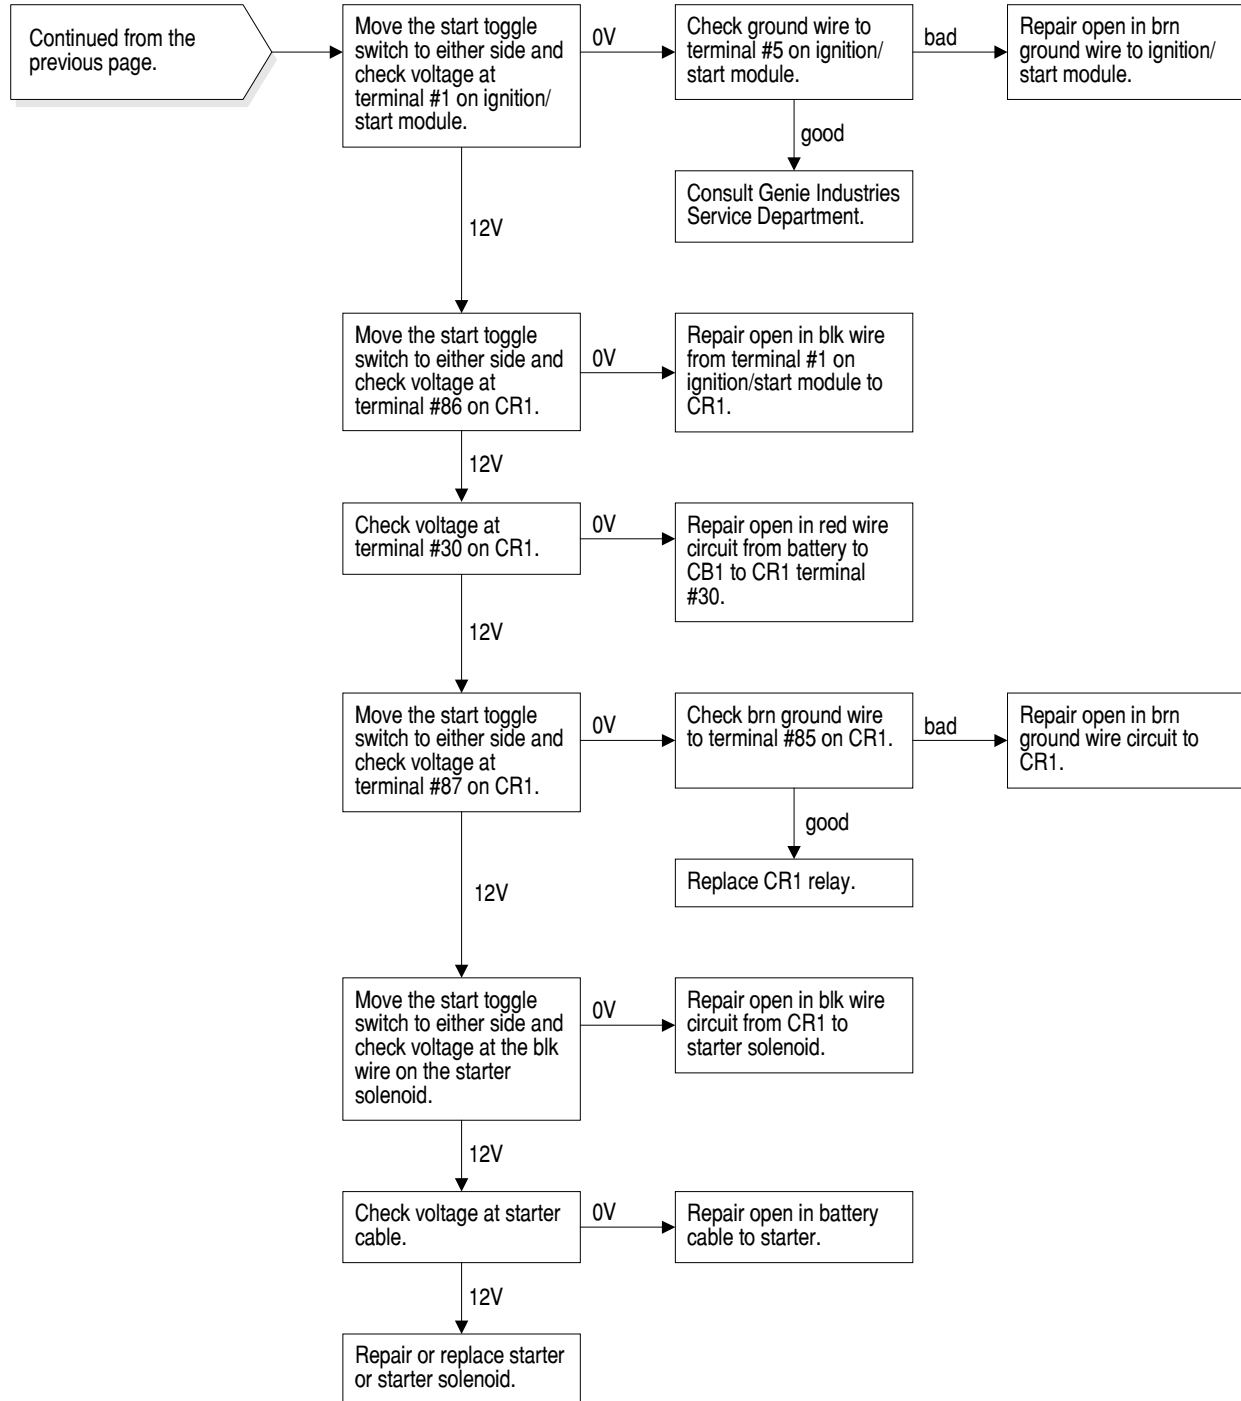 Continued from the
previous page.
Move the start toggle
switch to either side and
check voltage at
terminal #1 on ignition/
start module.
0V
Check ground wire to
terminal #5 on ignition/
start module.
bad
Repair open in brn
ground wire to ignition/
start module.
good
Consult Genie Industries
Service Department.
12V
Move the start toggle
switch to either side and
check voltage at
terminal #86 on CR1.
0V
Repair open in blk wire
from terminal #1 on
ignition/start module to
CR1.
12V
Check voltage at
terminal #30 on CR1.
0V
Repair open in red wire
circuit from battery to
CB1 to CR1 terminal
#30.
12V
Move the start toggle
switch to either side and
check voltage at
terminal #87 on CR1.
0V
Check brn ground wire
to terminal #85 on CR1.
bad
Repair open in brn
ground wire circuit to
CR1.
good
Replace CR1 relay.
12V
Move the start toggle
switch to either side and
check voltage at the blk
wire on the starter
solenoid.
0V
Repair open in blk wire
circuit from CR1 to
starter solenoid.
12V
Check voltage at starter
cable.
0V
Repair open in battery
cable to starter.
12V
Repair or replace starter
or starter solenoid.